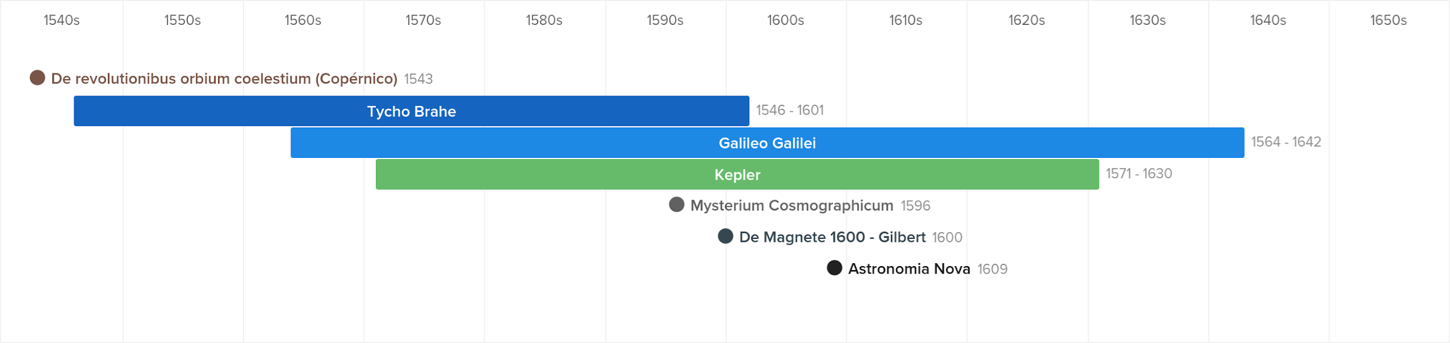 1540s 1550s 1560s 1570s 1580s 1590s 1600s 1610s 1620s 1630s 1640s 1650s
De revolutionibus orbium coelestium (Copérnico) 1543
Tycho Brahe 1546 - 1601
Galileo Galilei 1564 - 1642
Kepler 1571 - 1630
Mysterium Cosmographicum 1596
De Magnete 1600 - Gilbert 1600
Astronomia Nova 1609